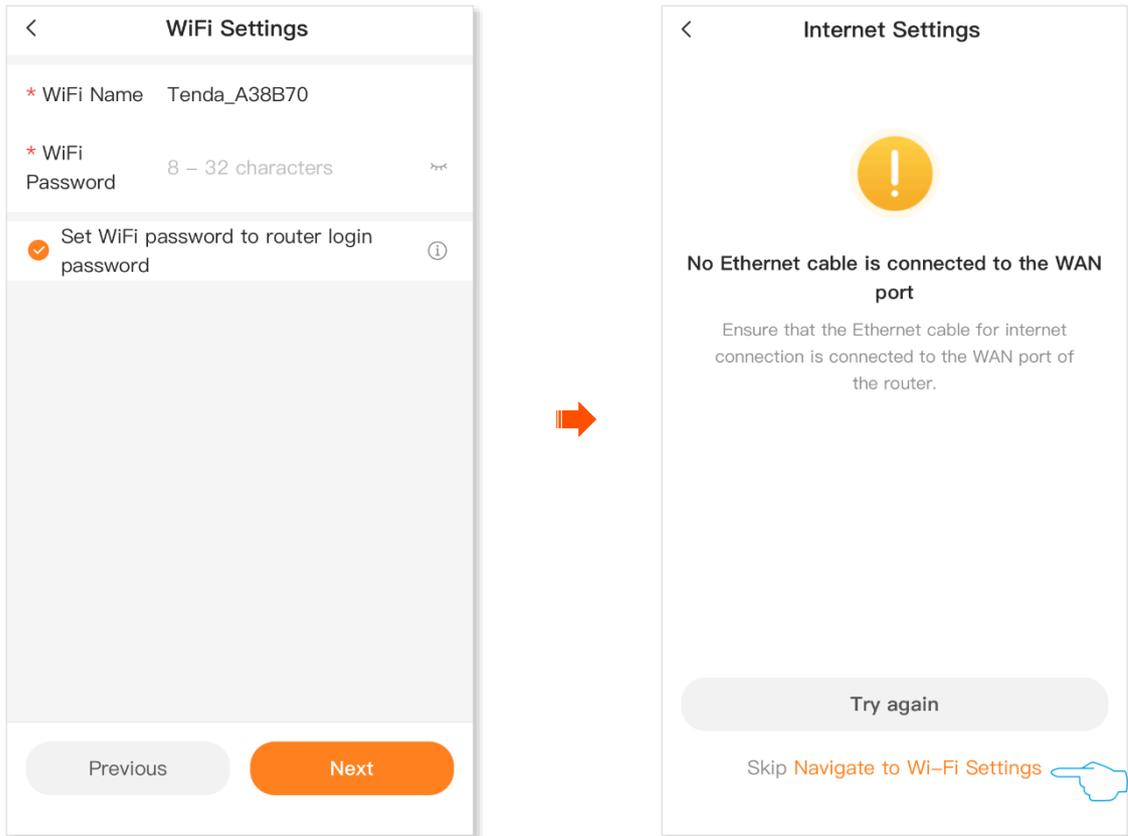 WiFi Settings
* WiFi Name Tenda_A38B70
* WiFi
Password
8 – 32 characters
Set WiFi password to router login
password
Previous
Next
Internet Settings
No Ethernet cable is connected to the WAN
port
Ensure that the Ethernet cable for internet
connection is connected to the WAN port of
the router.
Try again
Skip Navigate to Wi-Fi Settings